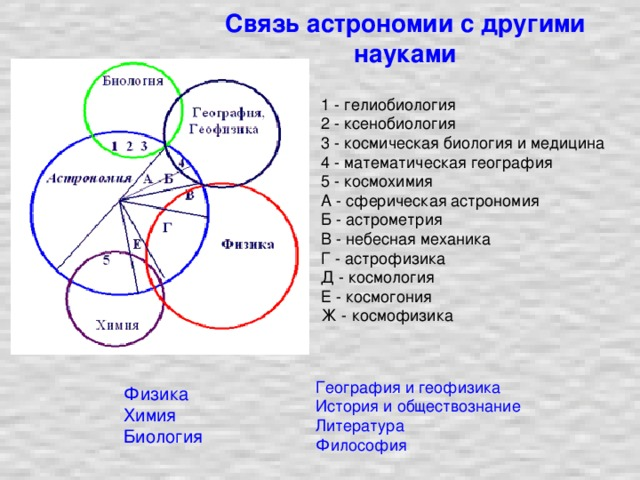 Связь астрономии с другими
науками
Биология
География,
Геофизика
1 2 3
4
Астрономия
А
Б
В
Г
Физика
Е
5
Химия
1 - гелиобиология
2 - ксенобиология
3 - космическая биология и медицина
4 - математическая география
5 - космохимия
А - сферическая астрономия
Б - астрометрия
В - небесная механика
Г - астрофизика
Д - космология
Е - космогония
Ж - космофизика
Физика
Химия
Биология
География и геофизика
История и обществознание
Литература
Философия